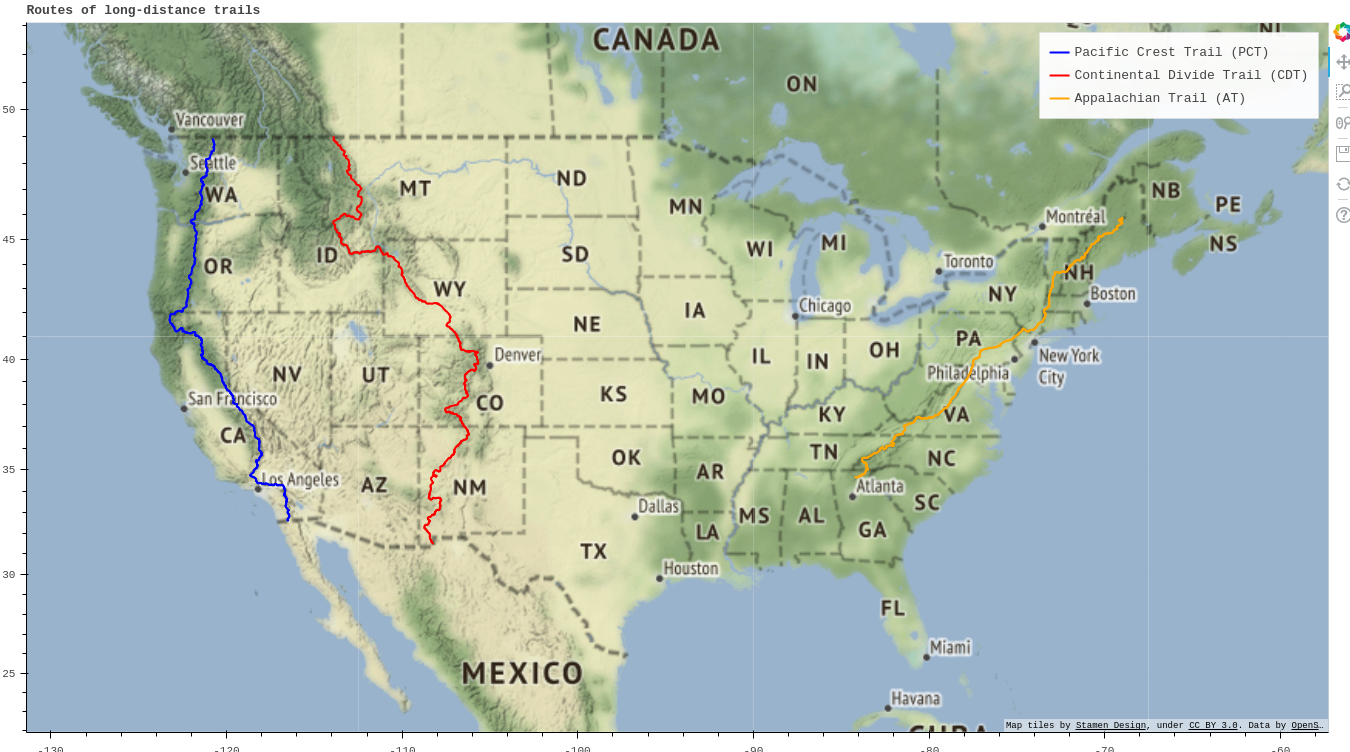 Routes of long-distance trails
Pacific Crest Trail (PCT)
Continental Divide Trail (CDT)
Appalachian Trail (AT)
CANADA
ON
50
Vancouver
Seattle
WA
MT
ND
MN
NB
PE
Montréal
NS
45
OR
ID
SD
WI
MI
Toronto
NH
WY
NY
Boston
Chicago
NE
IA
PA
40
Denver
IL
IN
OH
New York
City
NV
UT
Philadelphia
KS
MO
San Francisco
CO
KY
VA
CA
TN
NC
35
OK
AR
Los Angeles
AZ
NM
Atlanta
SC
Dallas
MS
AL
GA
LA
TX
30
Houston
FL
Miami
25
MEXICO
Havana
CUBA
Map tiles by Stamen Design, under CC BY 3.0. Data by OpenS…
-130
-120
-110
-100
-90
-80
-70
-60